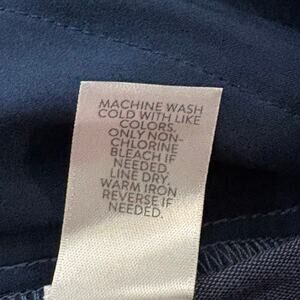 MACHINE WASH
COLD WITH LIKE
COLORS.
ONLY NON-
CHLORINE
BLEACH IF
NEEDED.
LINE DRY.
WARM IRON
REVERSE IF
NEEDED.